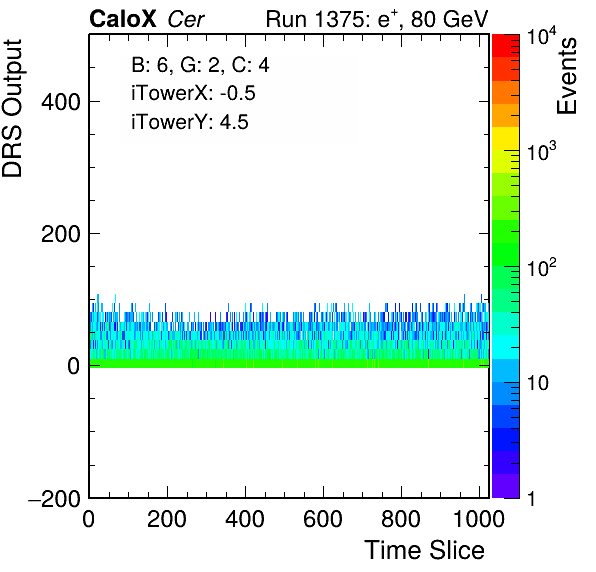 CaloX Cer Run 1375: e⁺, 80 GeV
B: 6, G: 2, C: 4
iTowerX: -0.5
iTowerY: 4.5
DRS Output
400
200
0
−200
0 200 400 600 800 1000
Time Slice
10⁴
10³
10²
10
1
Events